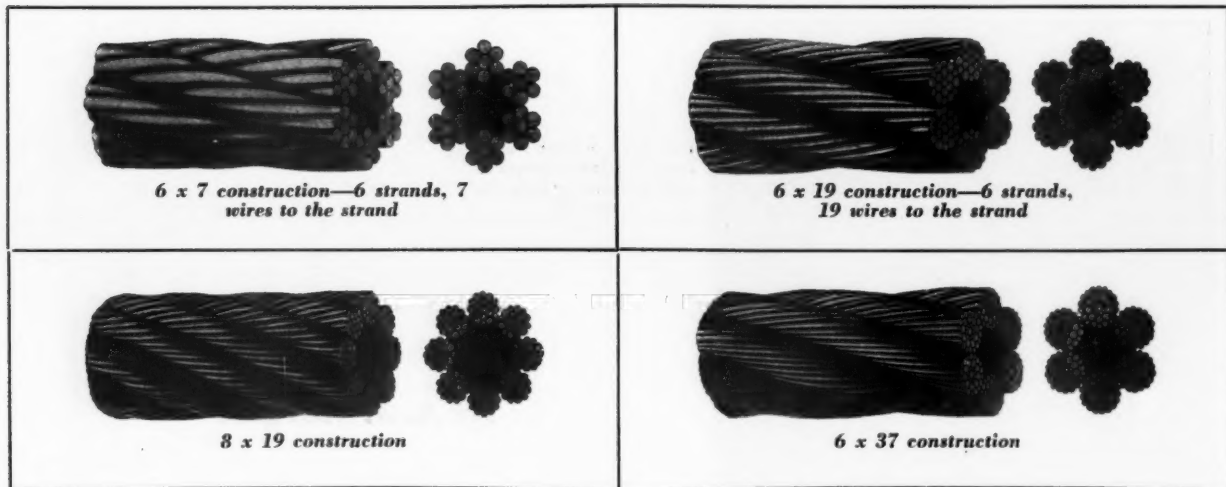 6 x 7 construction—6 strands, 7
wires to the strand
6 x 19 construction—6 strands,
19 wires to the strand
8 x 19 construction
6 x 37 construction